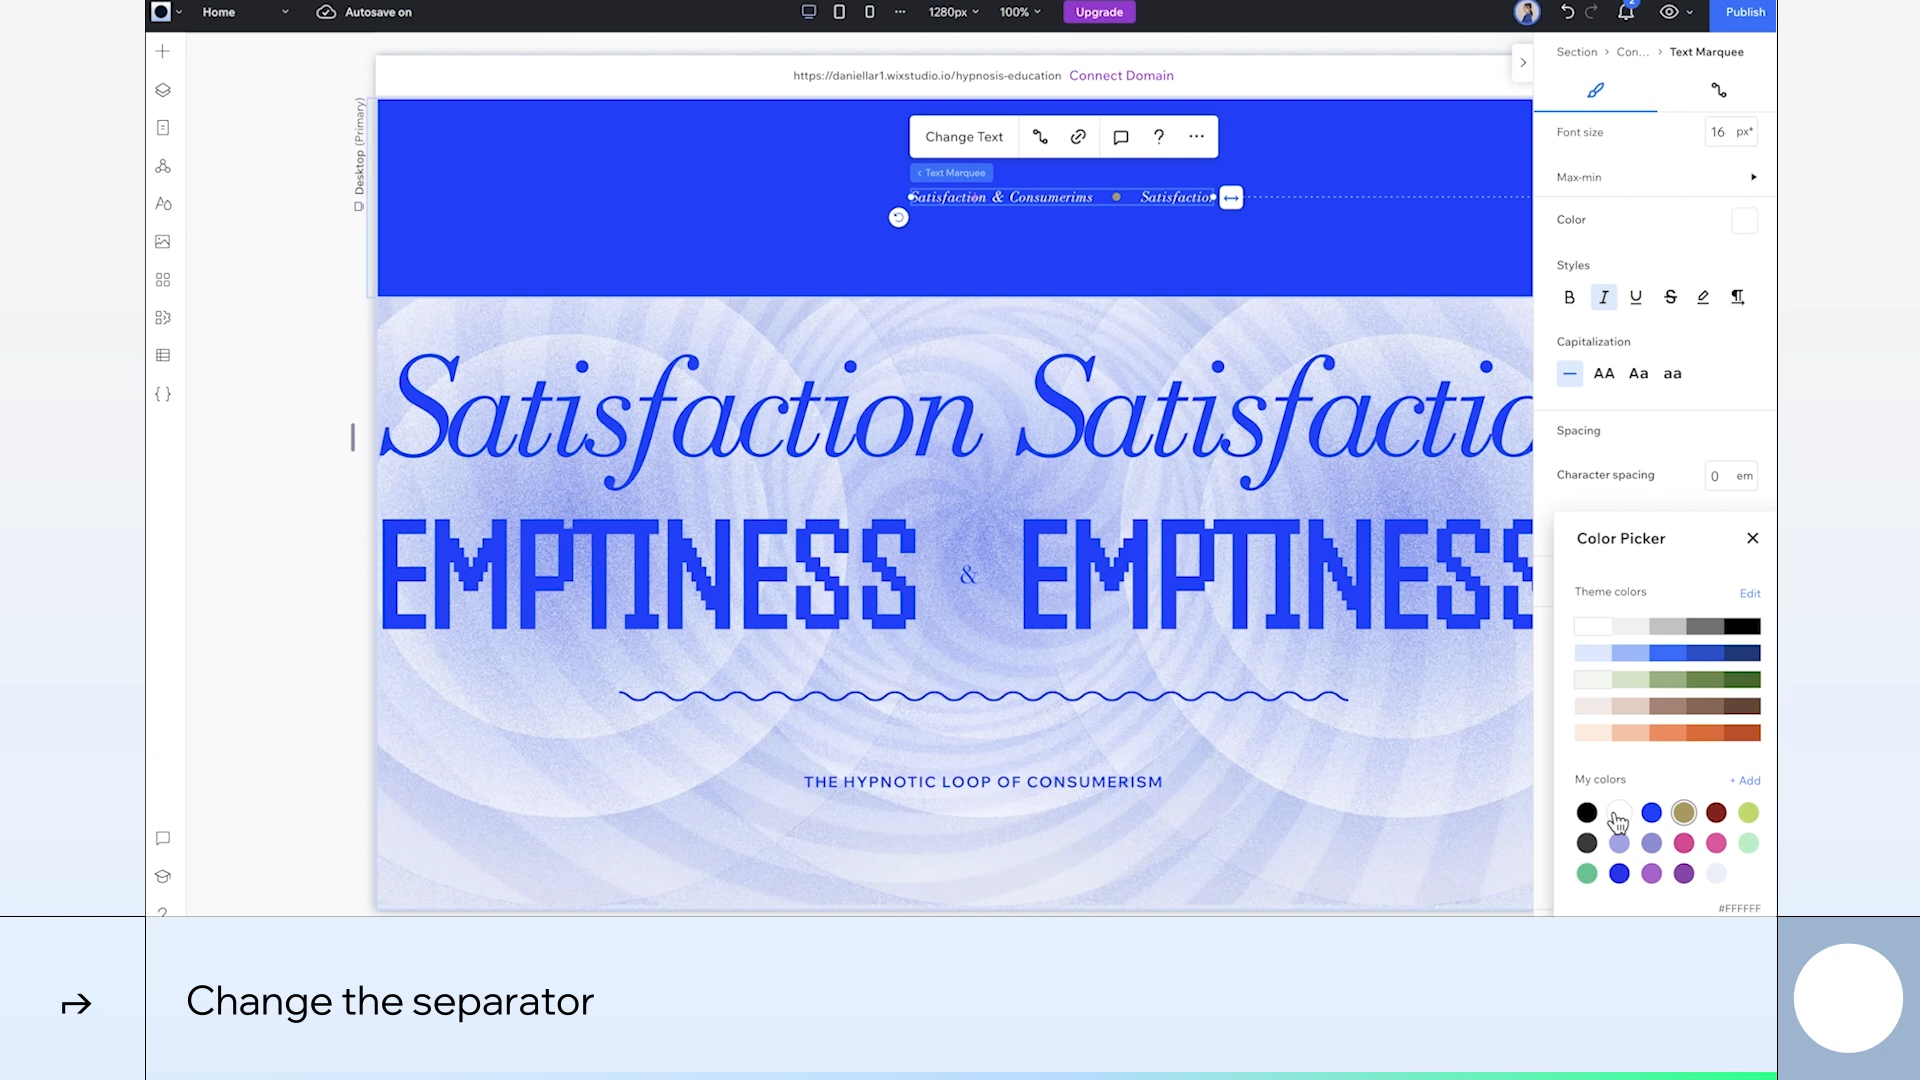 Home
Autosave on
1280px
100%
Upgrade
2
Publish
Section > Con... > Text Marquee
https://daniellar1.wixstudio.io/hypnosis-education Connect Domain
Desktop (Primary)
Change Text
?
< Text Marquee
Satisfaction & Consumerims
Satisfactio
Font size
16 px*
Max-min
Color
Styles
B I U S
Capitalization
AA Aa aa
Spacing
Character spacing
0 em
Satisfaction Satisfactio
EMPTINESS & EMPTINESS
THE HYPNOTIC LOOP OF CONSUMERISM
Color Picker
Theme colors
Edit
My colors
+ Add
#FFFFFF
Change the separator